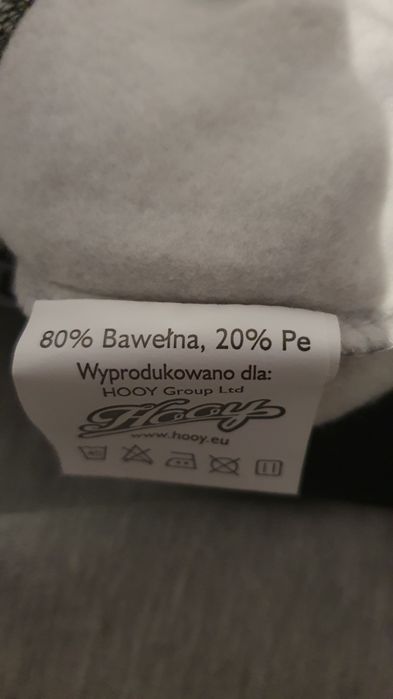 80% Bawełna, 20% Pe
Wyprodukowano dla:
HOOY Group Ltd
Hooy
www.hooy.eu